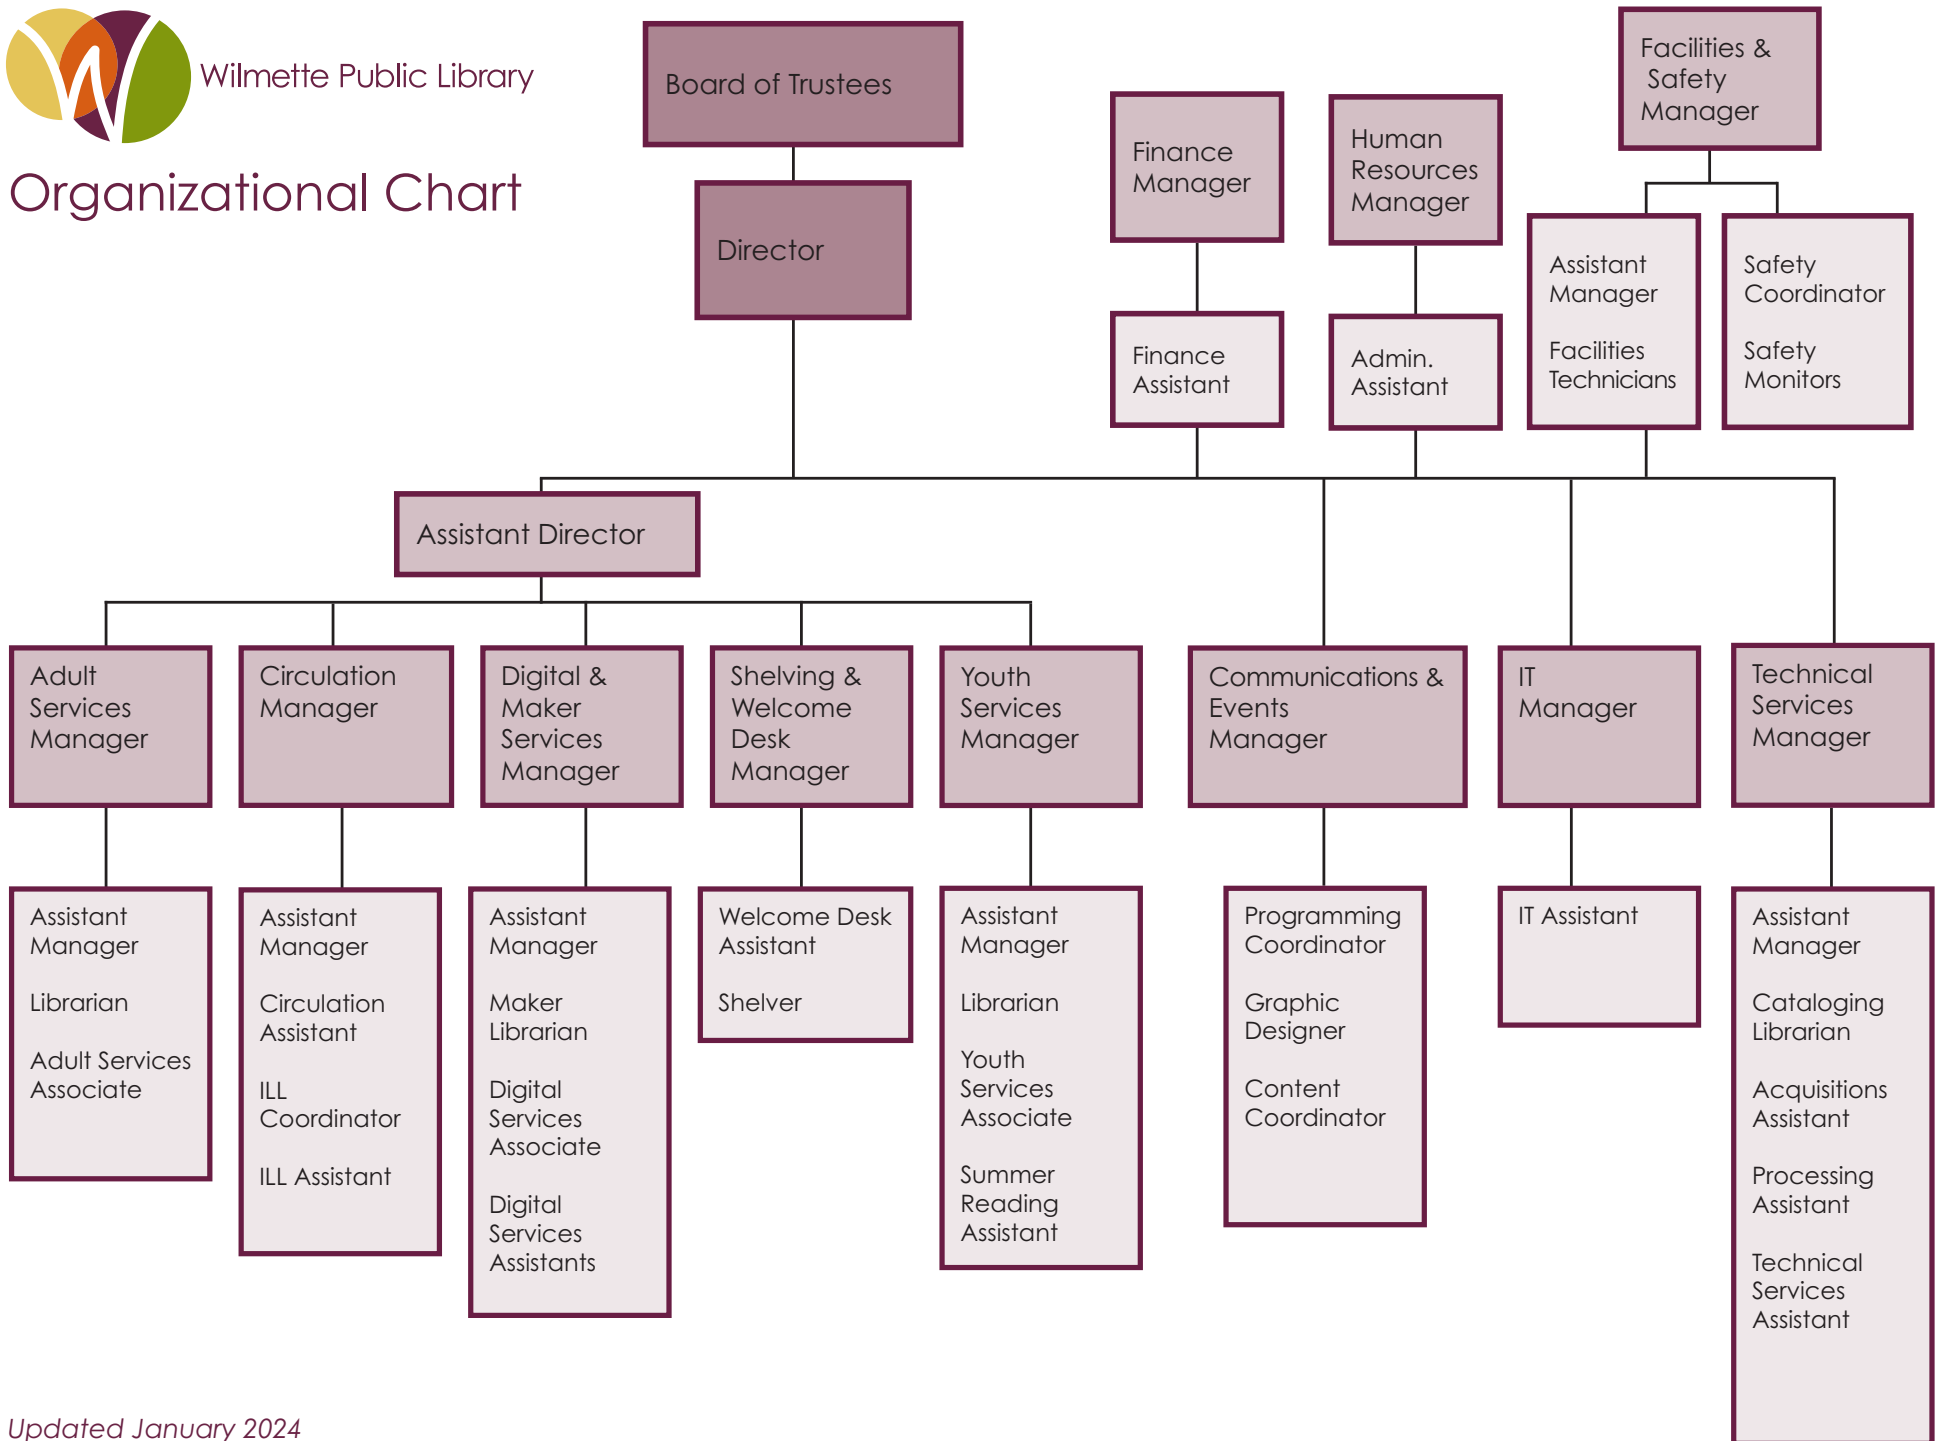 Wilmette Public Library
Organizational Chart
Board of Trustees
Director
Finance
Manager
Finance
Assistant
Human
Resources
Manager
Admin.
Assistant
Facilities &
Safety
Manager
Assistant
Manager
Facilities
Technicians
Safety
Coordinator
Safety
Monitors
Assistant Director
Adult
Services
Manager
Circulation
Manager
Digital &
Maker
Services
Manager
Shelving &
Welcome
Desk
Manager
Youth
Services
Manager
Communications &
Events
Manager
IT
Manager
Technical
Services
Manager
Assistant
Manager
Librarian
Adult Services
Associate
Assistant
Manager
Circulation
Assistant
ILL
Coordinator
ILL Assistant
Assistant
Manager
Maker
Librarian
Digital
Services
Associate
Digital
Services
Assistants
Welcome Desk
Assistant
Shelver
Assistant
Manager
Librarian
Youth
Services
Associate
Summer
Reading
Assistant
Programming
Coordinator
Graphic
Designer
Content
Coordinator
IT Assistant
Assistant
Manager
Cataloging
Librarian
Acquisitions
Assistant
Processing
Assistant
Technical
Services
Assistant
Updated January 2024